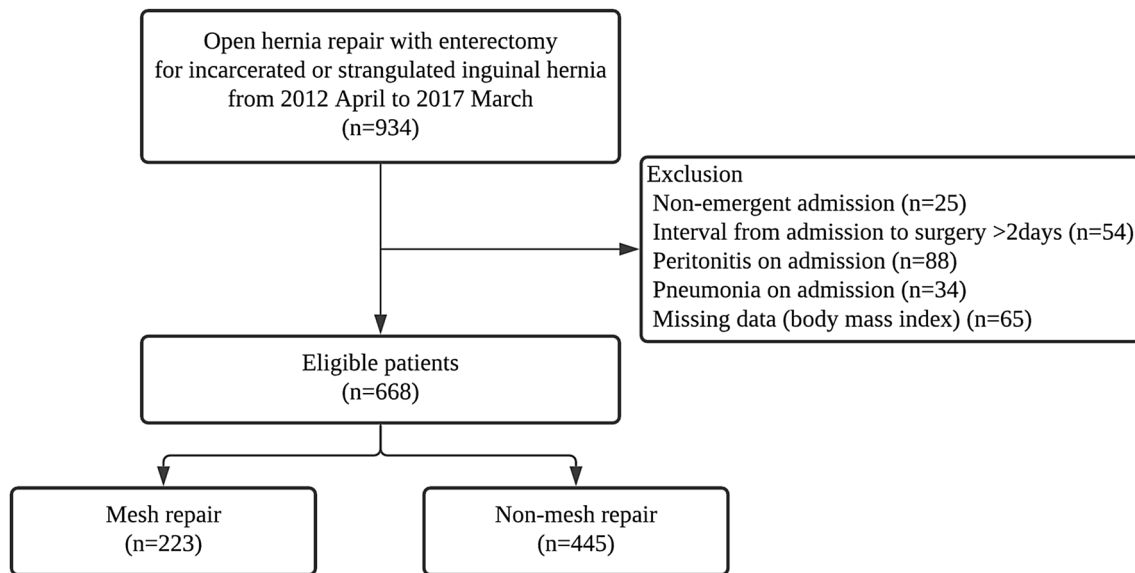 Open hernia repair with enterectomy
for incarcerated or strangulated inguinal hernia
from 2012 April to 2017 March
(n=934)
Exclusion
Non-emergent admission (n=25)
Interval from admission to surgery >2days (n=54)
Peritonitis on admission (n=88)
Pneumonia on admission (n=34)
Missing data (body mass index) (n=65)
Eligible patients
(n=668)
Mesh repair
(n=223)
Non-mesh repair
(n=445)